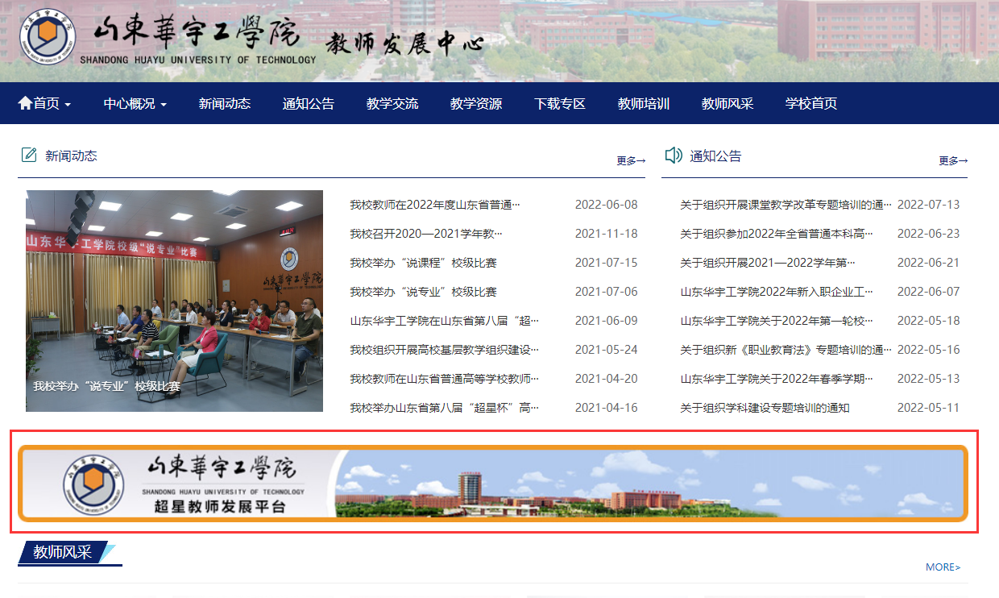 山東華宇工學院 教师发展中心
SHANDONG HUAYU UNIVERSITY OF TECHNOLOGY
首页 中心概况 新闻动态 通知公告 教学交流 教学资源 下载专区 教师培训 教师风采 学校首页
新闻动态 更多→
山东华宇工学院校级“说专业”比赛
山東華宇工學院
我校举办“说专业”校级比赛
我校教师在2022年度山东省普通··· 2022-06-08
我校召开2020—2021学年教··· 2021-11-18
我校举办“说课程”校级比赛 2021-07-15
我校举办“说专业”校级比赛 2021-07-06
山东华宇工学院在山东省第八届“超··· 2021-06-09
我校组织开展高校基层教学组织建设··· 2021-05-24
我校教师在山东省普通高等学校教师··· 2021-04-20
我校举办山东省第八届“超星杯”高··· 2021-04-16
通知公告 更多→
关于组织开展课堂教学改革专题培训的通··· 2022-07-13
关于组织参加2022年全省普通本科高··· 2022-06-23
关于组织开展2021—2022学年第··· 2022-06-21
山东华宇工学院2022年新入职企业工··· 2022-06-07
山东华宇工学院关于2022年第一轮校··· 2022-05-18
关于组织新《职业教育法》专题培训的通··· 2022-05-16
山东华宇工学院关于2022年春季学期··· 2022-05-13
关于组织学科建设专题培训的通知 2022-05-11
山東華宇工學院
SHANDONG HUAYU UNIVERSITY OF TECHNOLOGY
超星教师发展平台
教师风采
MORE>